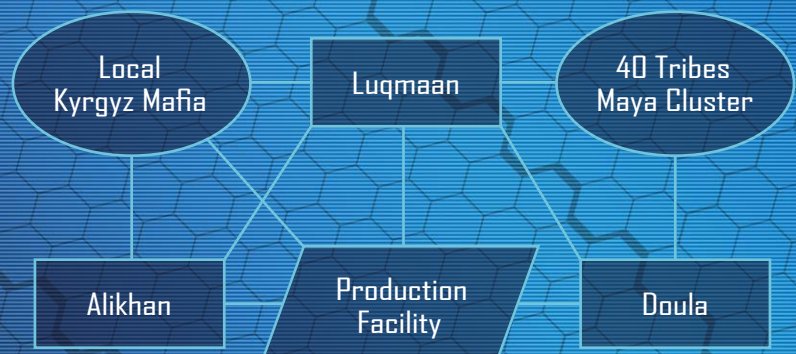 Local
Kyrgyz Mafia
Luqmaan
40 Tribes
Maya Cluster
Alikhan
Production
Facility
Doula